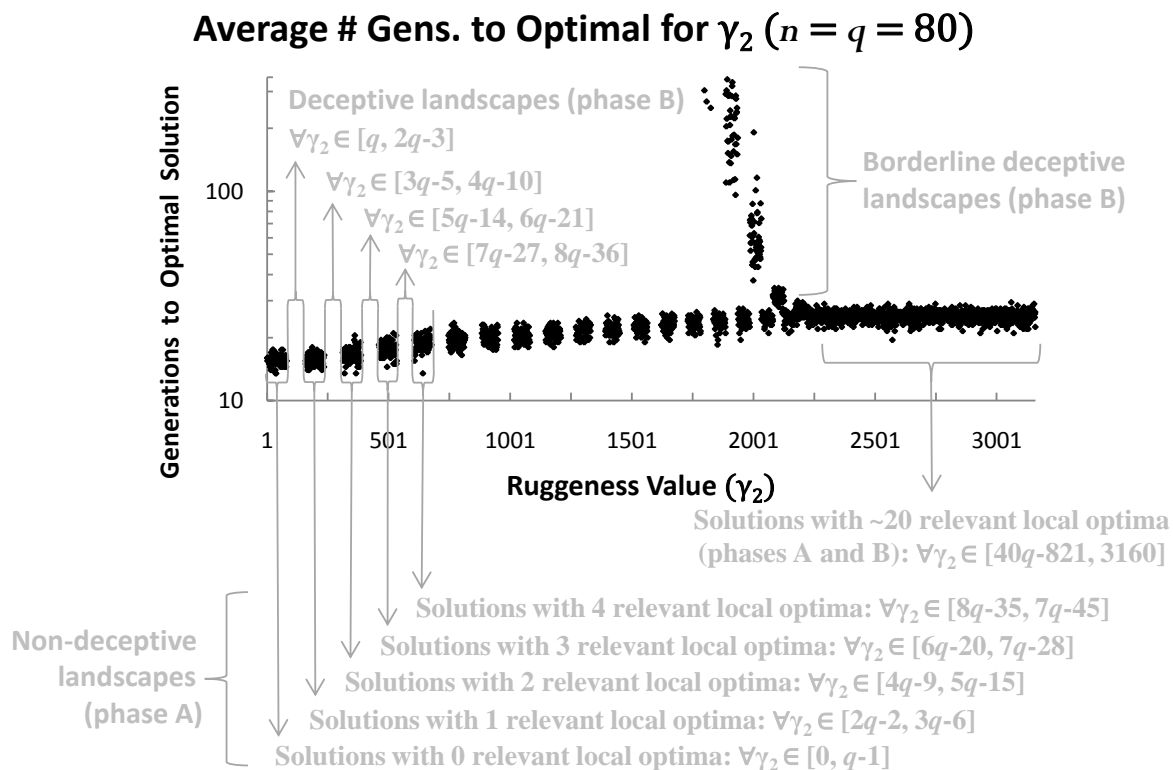 Average # Gens. to Optimal for γ₂ (n = q = 80)
Generations to Optimal Solution
100
10
Deceptive landscapes (phase B)
∀γ₂ ∈ [q, 2q-3]
∀γ₂ ∈ [3q-5, 4q-10]
∀γ₂ ∈ [5q-14, 6q-21]
∀γ₂ ∈ [7q-27, 8q-36]
Borderline deceptive
landscapes (phase B)
1 501 1001 1501 2001 2501 3001
Ruggeness Value (γ₂)
Solutions with ~20 relevant local optima
(phases A and B): ∀γ₂ ∈ [40q-821, 3160]
Non-deceptive
landscapes
(phase A)
Solutions with 4 relevant local optima: ∀γ₂ ∈ [8q-35, 7q-45]
Solutions with 3 relevant local optima: ∀γ₂ ∈ [6q-20, 7q-28]
Solutions with 2 relevant local optima: ∀γ₂ ∈ [4q-9, 5q-15]
Solutions with 1 relevant local optima: ∀γ₂ ∈ [2q-2, 3q-6]
Solutions with 0 relevant local optima: ∀γ₂ ∈ [0, q-1]